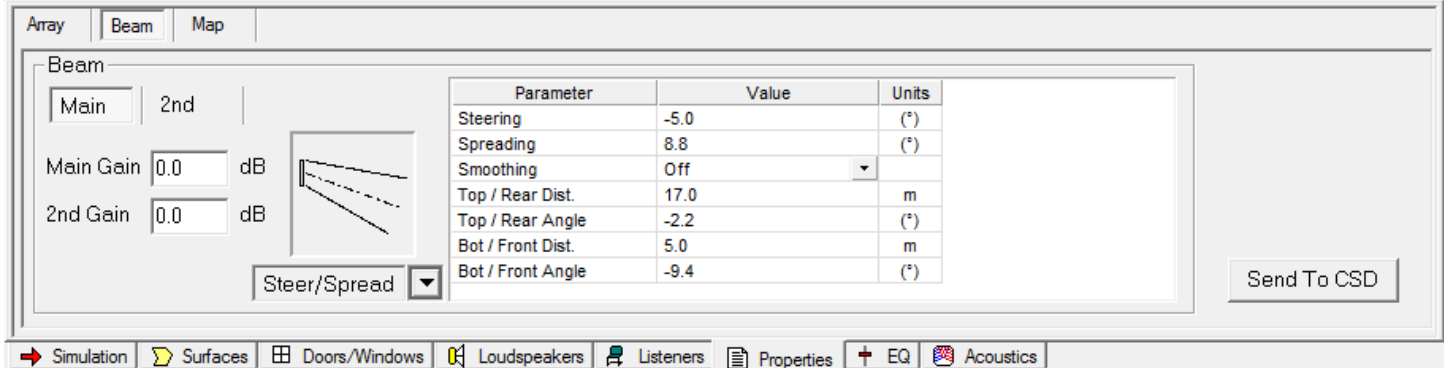 Array Beam Map
Beam
Main 2nd
Main Gain 0.0 dB
2nd Gain 0.0 dB
Steer/Spread
Parameter Value Units
Steering -5.0 (°)
Spreading 8.8 (°)
Smoothing Off
Top / Rear Dist. 17.0 m
Top / Rear Angle -2.2 (°)
Bot / Front Dist. 5.0 m
Bot / Front Angle -9.4 (°)
Send To CSD
Simulation Surfaces Doors/Windows Loudspeakers Listeners Properties EQ Acoustics